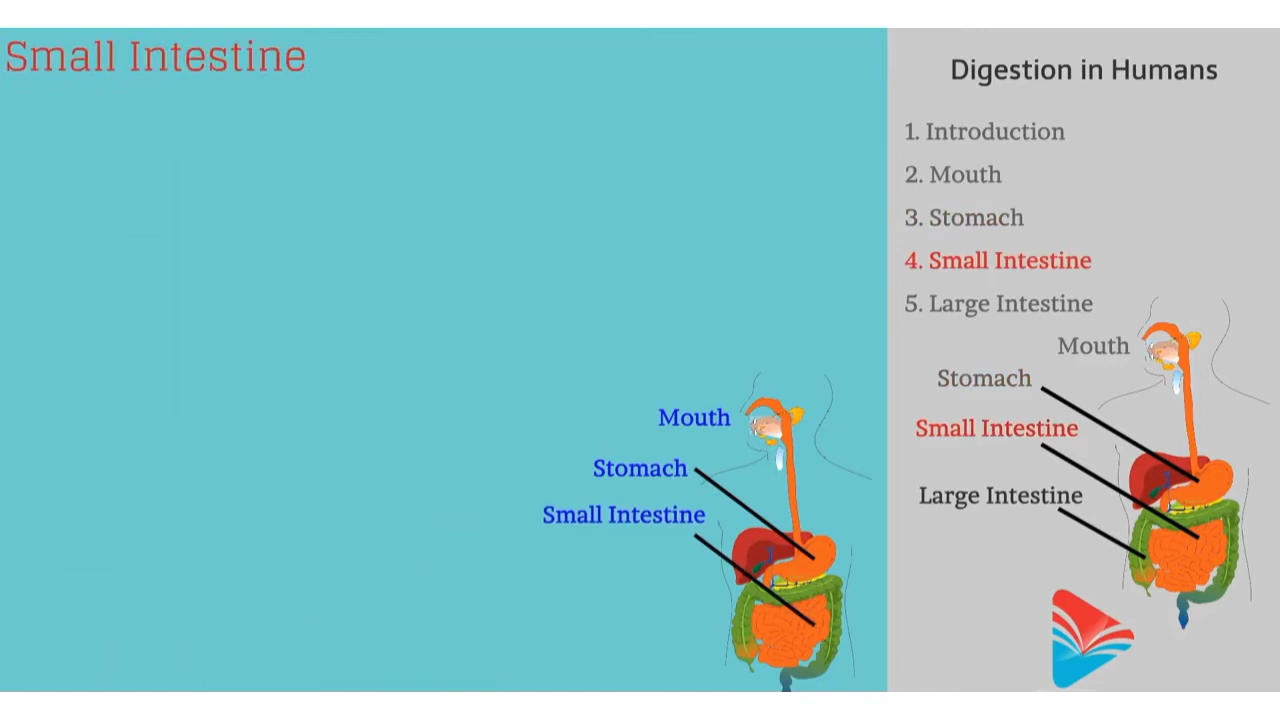 Small Intestine
Mouth
Stomach
Small Intestine
Digestion in Humans
1. Introduction
2. Mouth
3. Stomach
4. Small Intestine
5. Large Intestine
Mouth
Stomach
Small Intestine
Large Intestine